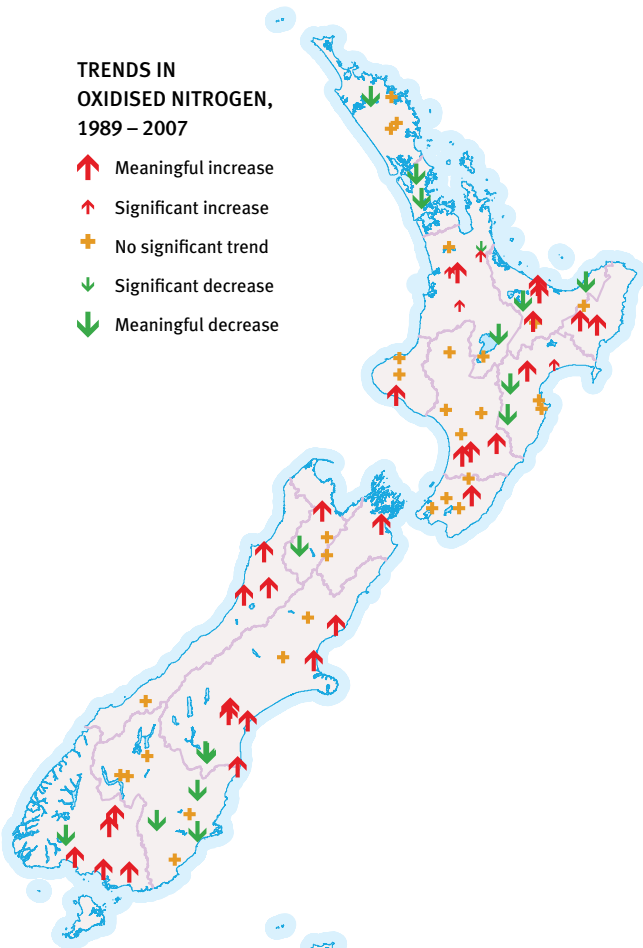 TRENDS IN
OXIDISED NITROGEN,
1989 – 2007
Meaningful increase
Significant increase
No significant trend
Significant decrease
Meaningful decrease